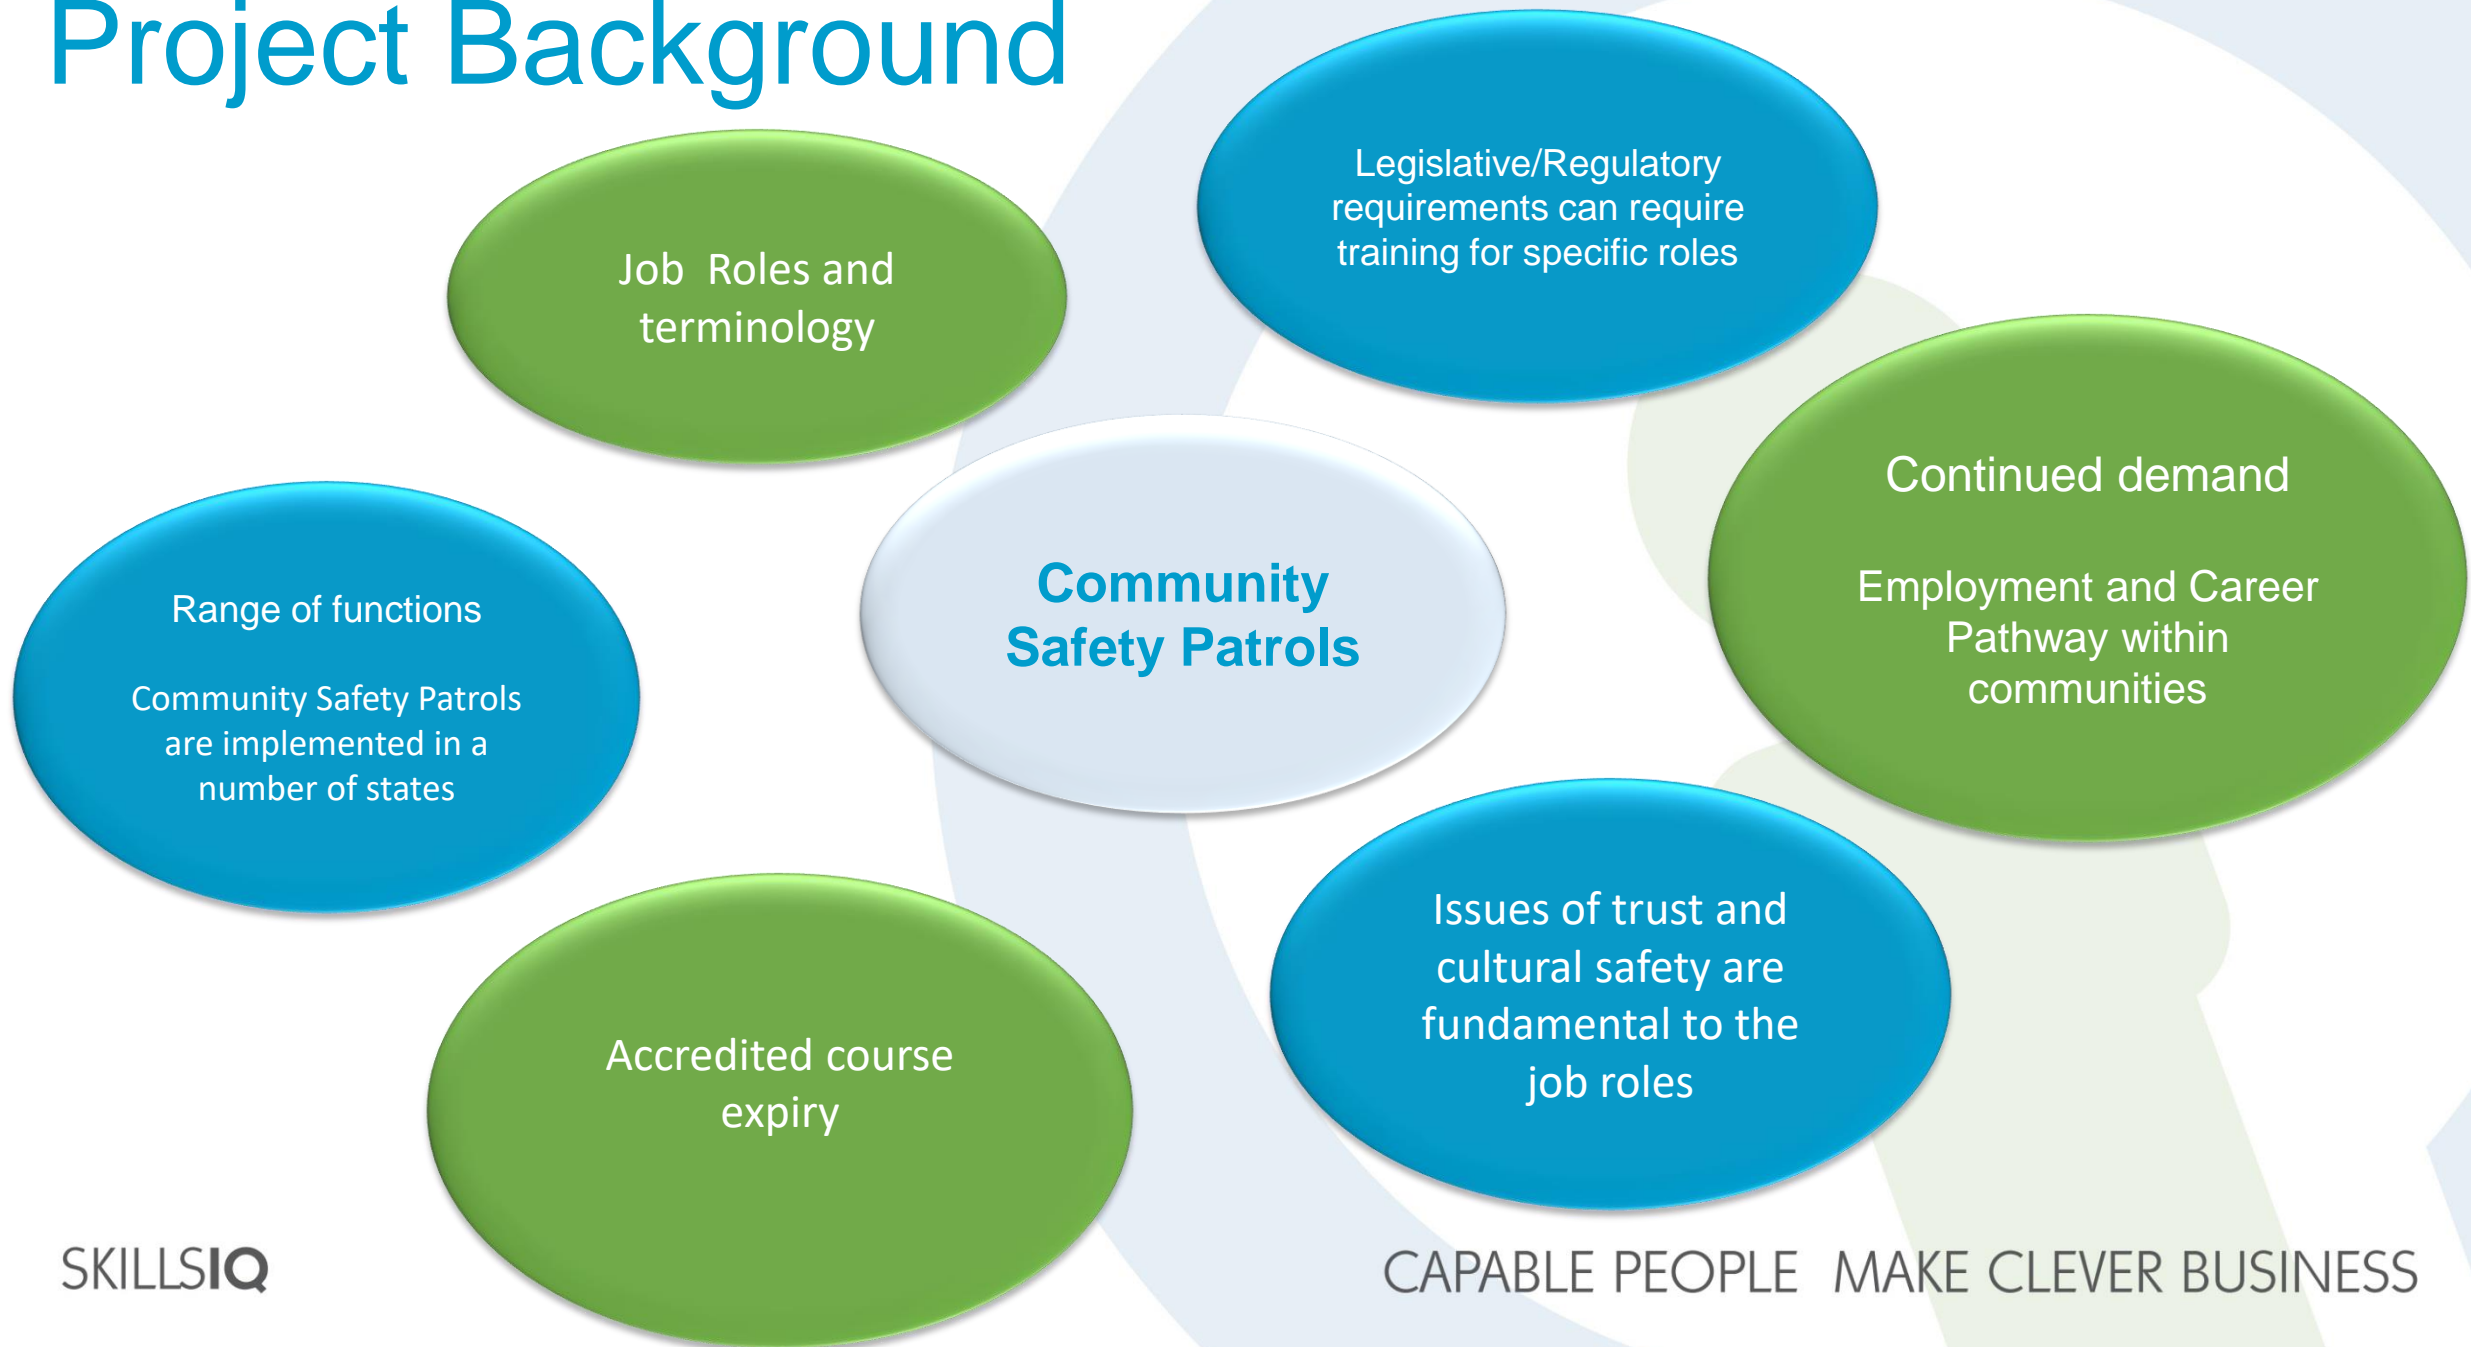 Project Background
Job Roles and
terminology
Legislative/Regulatory
requirements can require
training for specific roles
Continued demand
Employment and Career
Pathway within
communities
Community
Safety Patrols
Range of functions
Community Safety Patrols
are implemented in a
number of states
Issues of trust and
cultural safety are
fundamental to the
job roles
Accredited course
expiry
SKILLSIQ
CAPABLE PEOPLE MAKE CLEVER BUSINESS